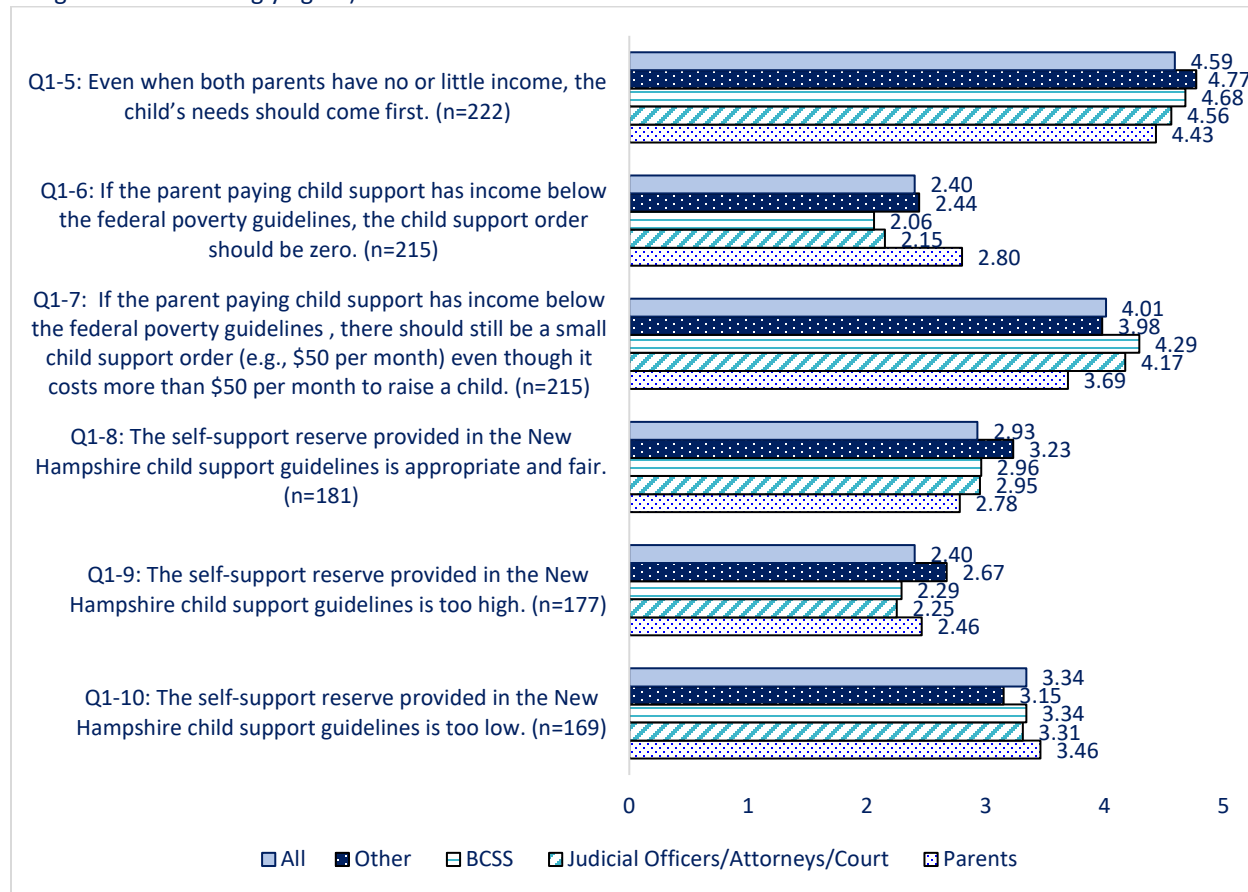 Q1-5: Even when both parents have no or little income, the
child’s needs should come first. (n=222)
4.59
4.77
4.68
4.56
4.43
Q1-6: If the parent paying child support has income below
the federal poverty guidelines, the child support order
should be zero. (n=215)
2.40
2.44
2.06
2.15
2.80
Q1-7:  If the parent paying child support has income below
the federal poverty guidelines , there should still be a small
child support order (e.g., $50 per month) even though it
costs more than $50 per month to raise a child. (n=215)
4.01
3.98
4.29
4.17
3.69
Q1-8: The self-support reserve provided in the New
Hampshire child support guidelines is appropriate and fair.
(n=181)
2.93
3.23
2.96
2.95
2.78
Q1-9: The self-support reserve provided in the New
Hampshire child support guidelines is too high. (n=177)
2.40
2.67
2.29
2.25
2.46
Q1-10: The self-support reserve provided in the New
Hampshire child support guidelines is too low. (n=169)
3.34
3.15
3.34
3.31
3.46
0 1 2 3 4 5
All Other BCSS Judicial Officers/Attorneys/Court Parents